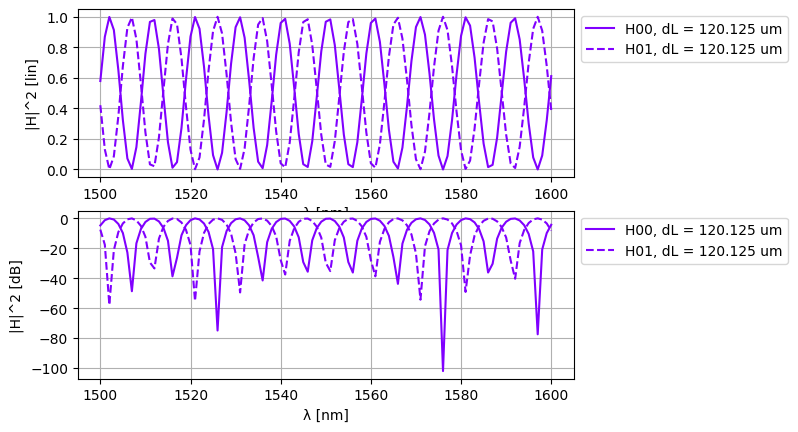 |H|^2 [lin]
1.0
0.8
0.6
0.4
0.2
0.0
1500 1520 1540 1560 1580 1600
λ [nm]
H00, dL = 120.125 um
H01, dL = 120.125 um
|H|^2 [dB]
0
−20
−40
−60
−80
−100
1500 1520 1540 1560 1580 1600
λ [nm]
H00, dL = 120.125 um
H01, dL = 120.125 um